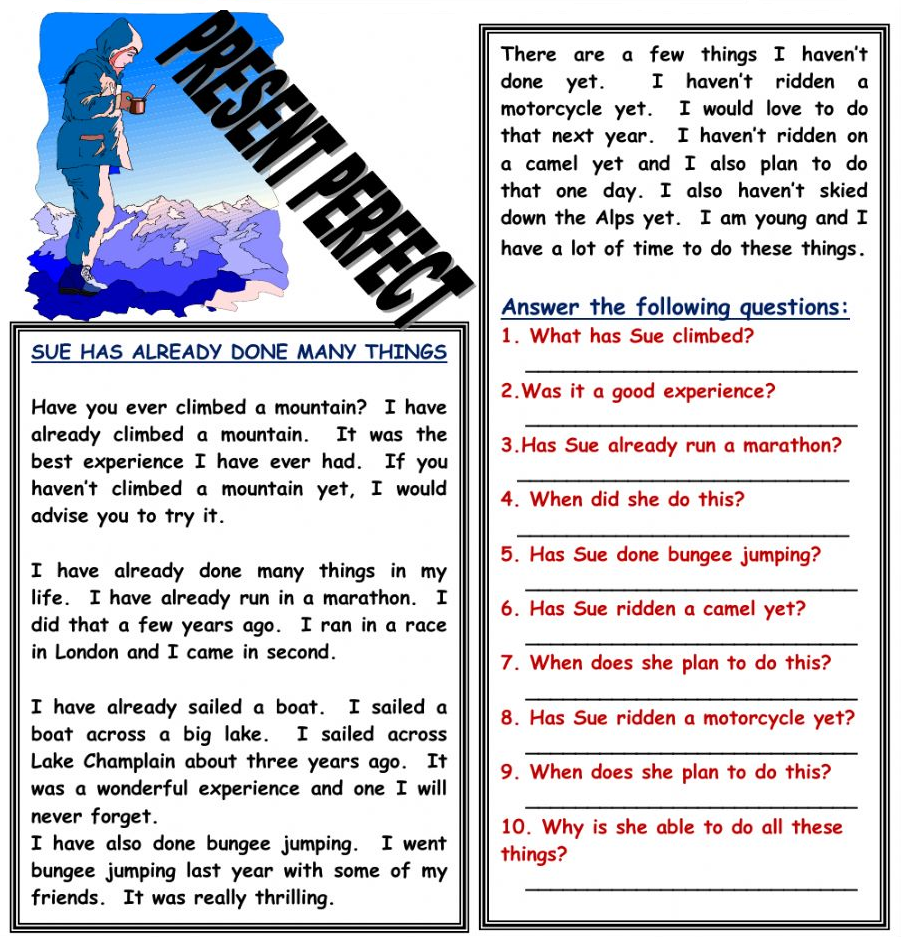 PRESENT PERFECT
SUE HAS ALREADY DONE MANY THINGS
Have you ever climbed a mountain? I have
already climbed a mountain. It was the
best experience I have ever had. If you
haven't climbed a mountain yet, I would
advise you to try it.
I have already done many things in my
life. I have already run in a marathon. I
did that a few years ago. I ran in a race
in London and I came in second.
I have already sailed a boat. I sailed a
boat across a big lake. I sailed across
Lake Champlain about three years ago. It
was a wonderful experience and one I will
never forget.
I have also done bungee jumping. I went
bungee jumping last year with some of my
friends. It was really thrilling.
There are a few things I haven't
done yet. I haven't ridden a
motorcycle yet. I would love to do
that next year. I haven't ridden on
a camel yet and I also plan to do
that one day. I also haven't skied
down the Alps yet. I am young and I
have a lot of time to do these things.
Answer the following questions:
1. What has Sue climbed?
2.Was it a good experience?
3.Has Sue already run a marathon?
4. When did she do this?
5. Has Sue done bungee jumping?
6. Has Sue ridden a camel yet?
7. When does she plan to do this?
8. Has Sue ridden a motorcycle yet?
9. When does she plan to do this?
10. Why is she able to do all these
things?